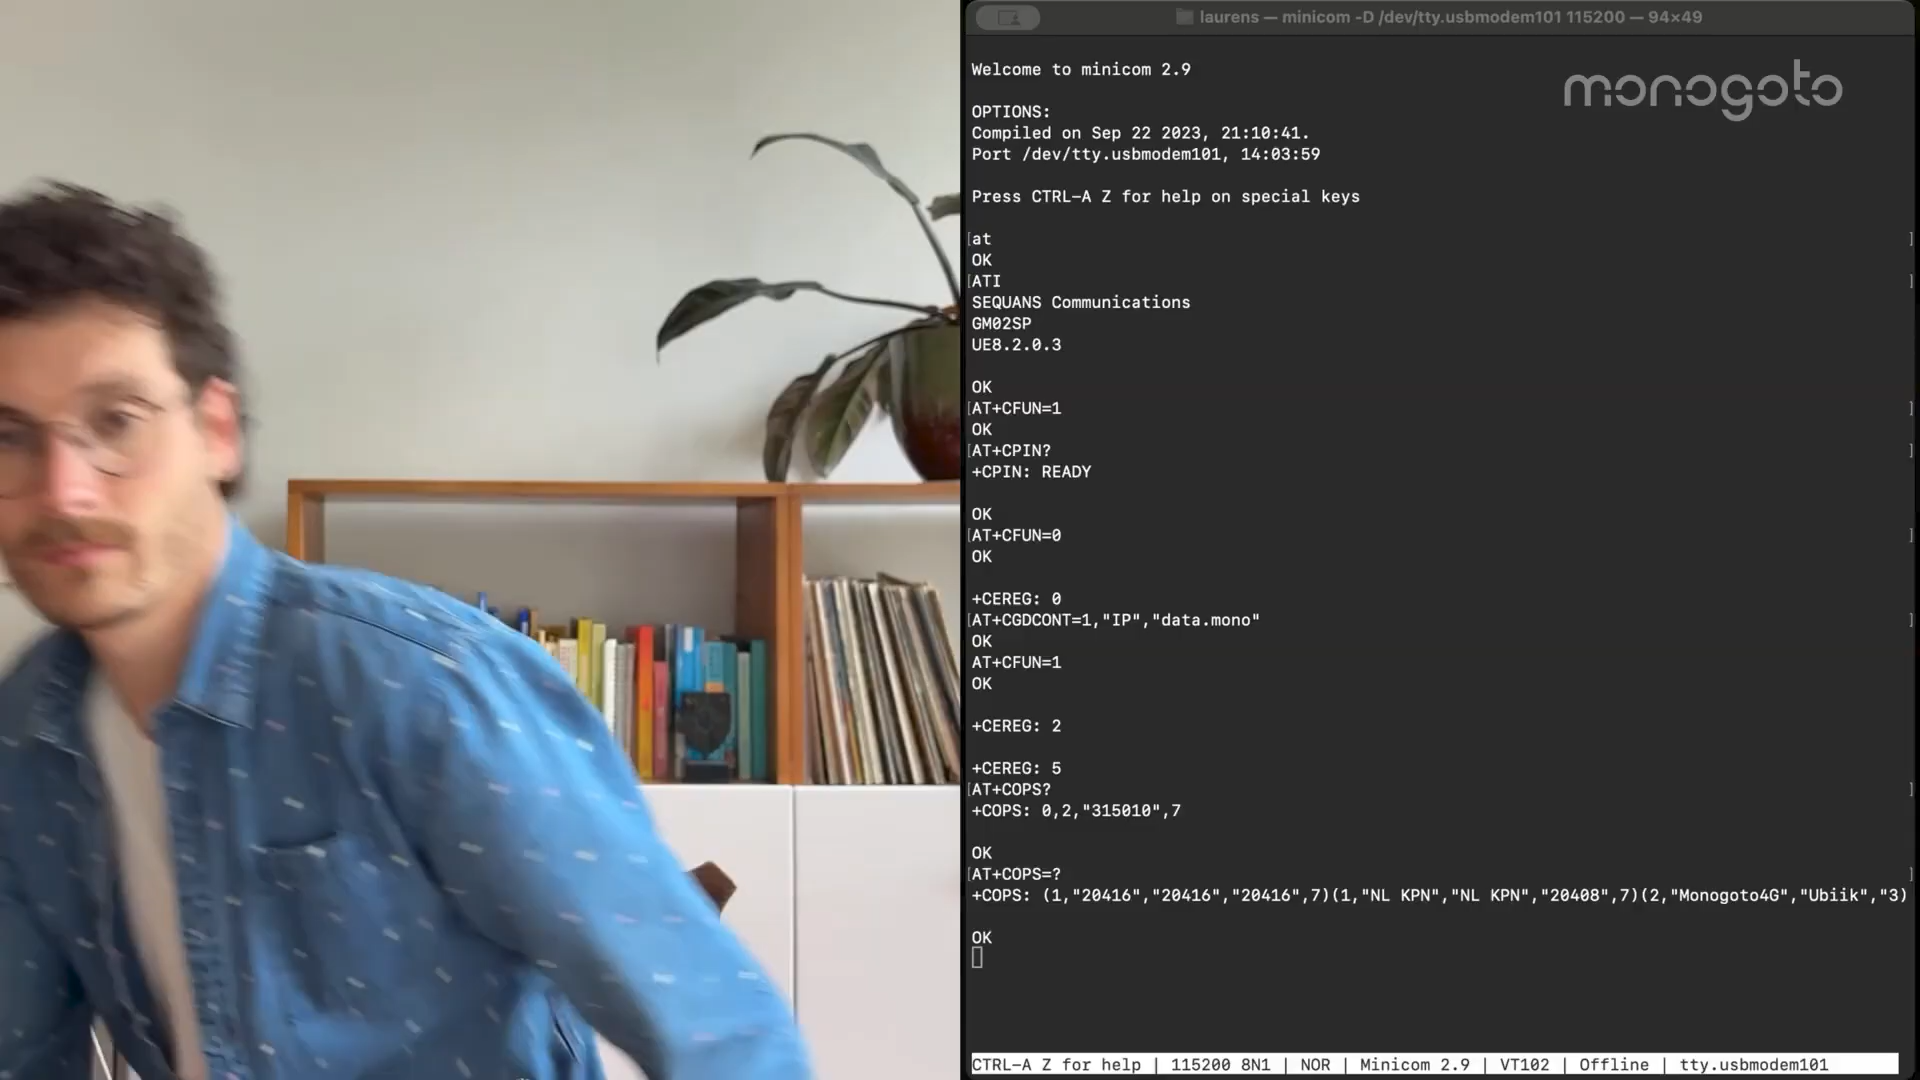 laurens — minicom -D /dev/tty.usbmodem101 115200 — 94×49
monogoto
Welcome to minicom 2.9
OPTIONS:
Compiled on Sep 22 2023, 21:10:41.
Port /dev/tty.usbmodem101, 14:03:59
Press CTRL-A Z for help on special keys
[at ]
OK
[ATI ]
SEQUANS Communications
GM02SP
UE8.2.0.3
OK
[AT+CFUN=1 ]
OK
[AT+CPIN? ]
+CPIN: READY
OK
[AT+CFUN=0 ]
OK
+CEREG: 0
[AT+CGDCONT=1,"IP","data.mono" ]
OK
AT+CFUN=1
OK
+CEREG: 2
+CEREG: 5
[AT+COPS? ]
+COPS: 0,2,"315010",7
OK
[AT+COPS=? ]
+COPS: (1,"20416","20416","20416",7)(1,"NL KPN","NL KPN","20408",7)(2,"Monogoto4G","Ubiik","3)
OK
CTRL-A Z for help | 115200 8N1 | NOR | Minicom 2.9 | VT102 | Offline | tty.usbmodem101